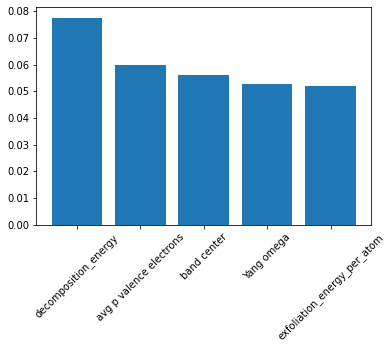 0.08
0.07
0.06
0.05
0.04
0.03
0.02
0.01
0.00
decomposition_energy
avg p valence electrons
band center
Yang omega
exfoliation_energy_per_atom